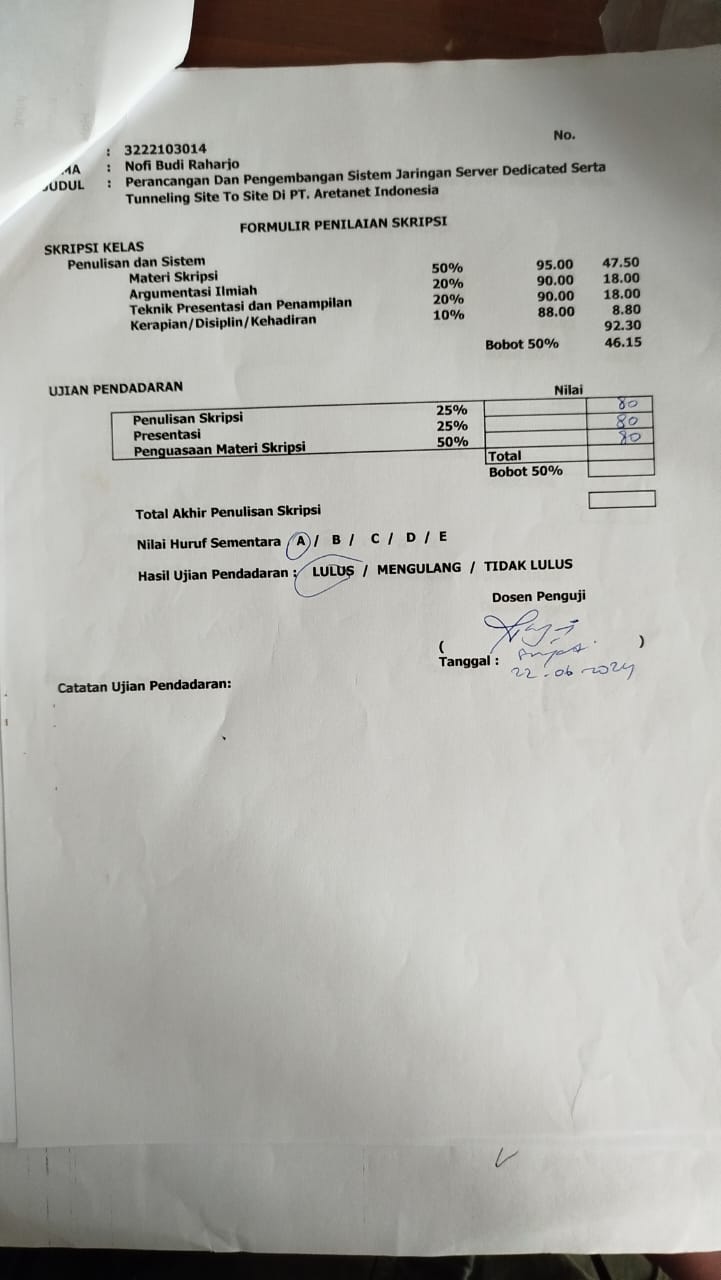 No.
: 3222103014
MA : Nofi Budi Raharjo
JUDUL : Perancangan Dan Pengembangan Sistem Jaringan Server Dedicated Serta
Tunneling Site To Site Di PT. Aretanet Indonesia
FORMULIR PENILAIAN SKRIPSI
SKRIPSI KELAS
Penulisan dan Sistem
Materi Skripsi 50% 95.00 47.50
Argumentasi Ilmiah 20% 90.00 18.00
Teknik Presentasi dan Penampilan 20% 90.00 18.00
Kerapian/Disiplin/Kehadiran 10% 88.00 8.80
92.30
Bobot 50% 46.15
UJIAN PENDADARAN Nilai
Penulisan Skripsi 25% 80
Presentasi 25% 80
Penguasaan Materi Skripsi 50% 80
Total
Bobot 50%
Total Akhir Penulisan Skripsi
Nilai Huruf Sementara A / B / C / D / E
Hasil Ujian Pendadaran : LULUS / MENGULANG / TIDAK LULUS
Dosen Penguji
( )
Tanggal : 22-06-2024
Catatan Ujian Pendadaran: